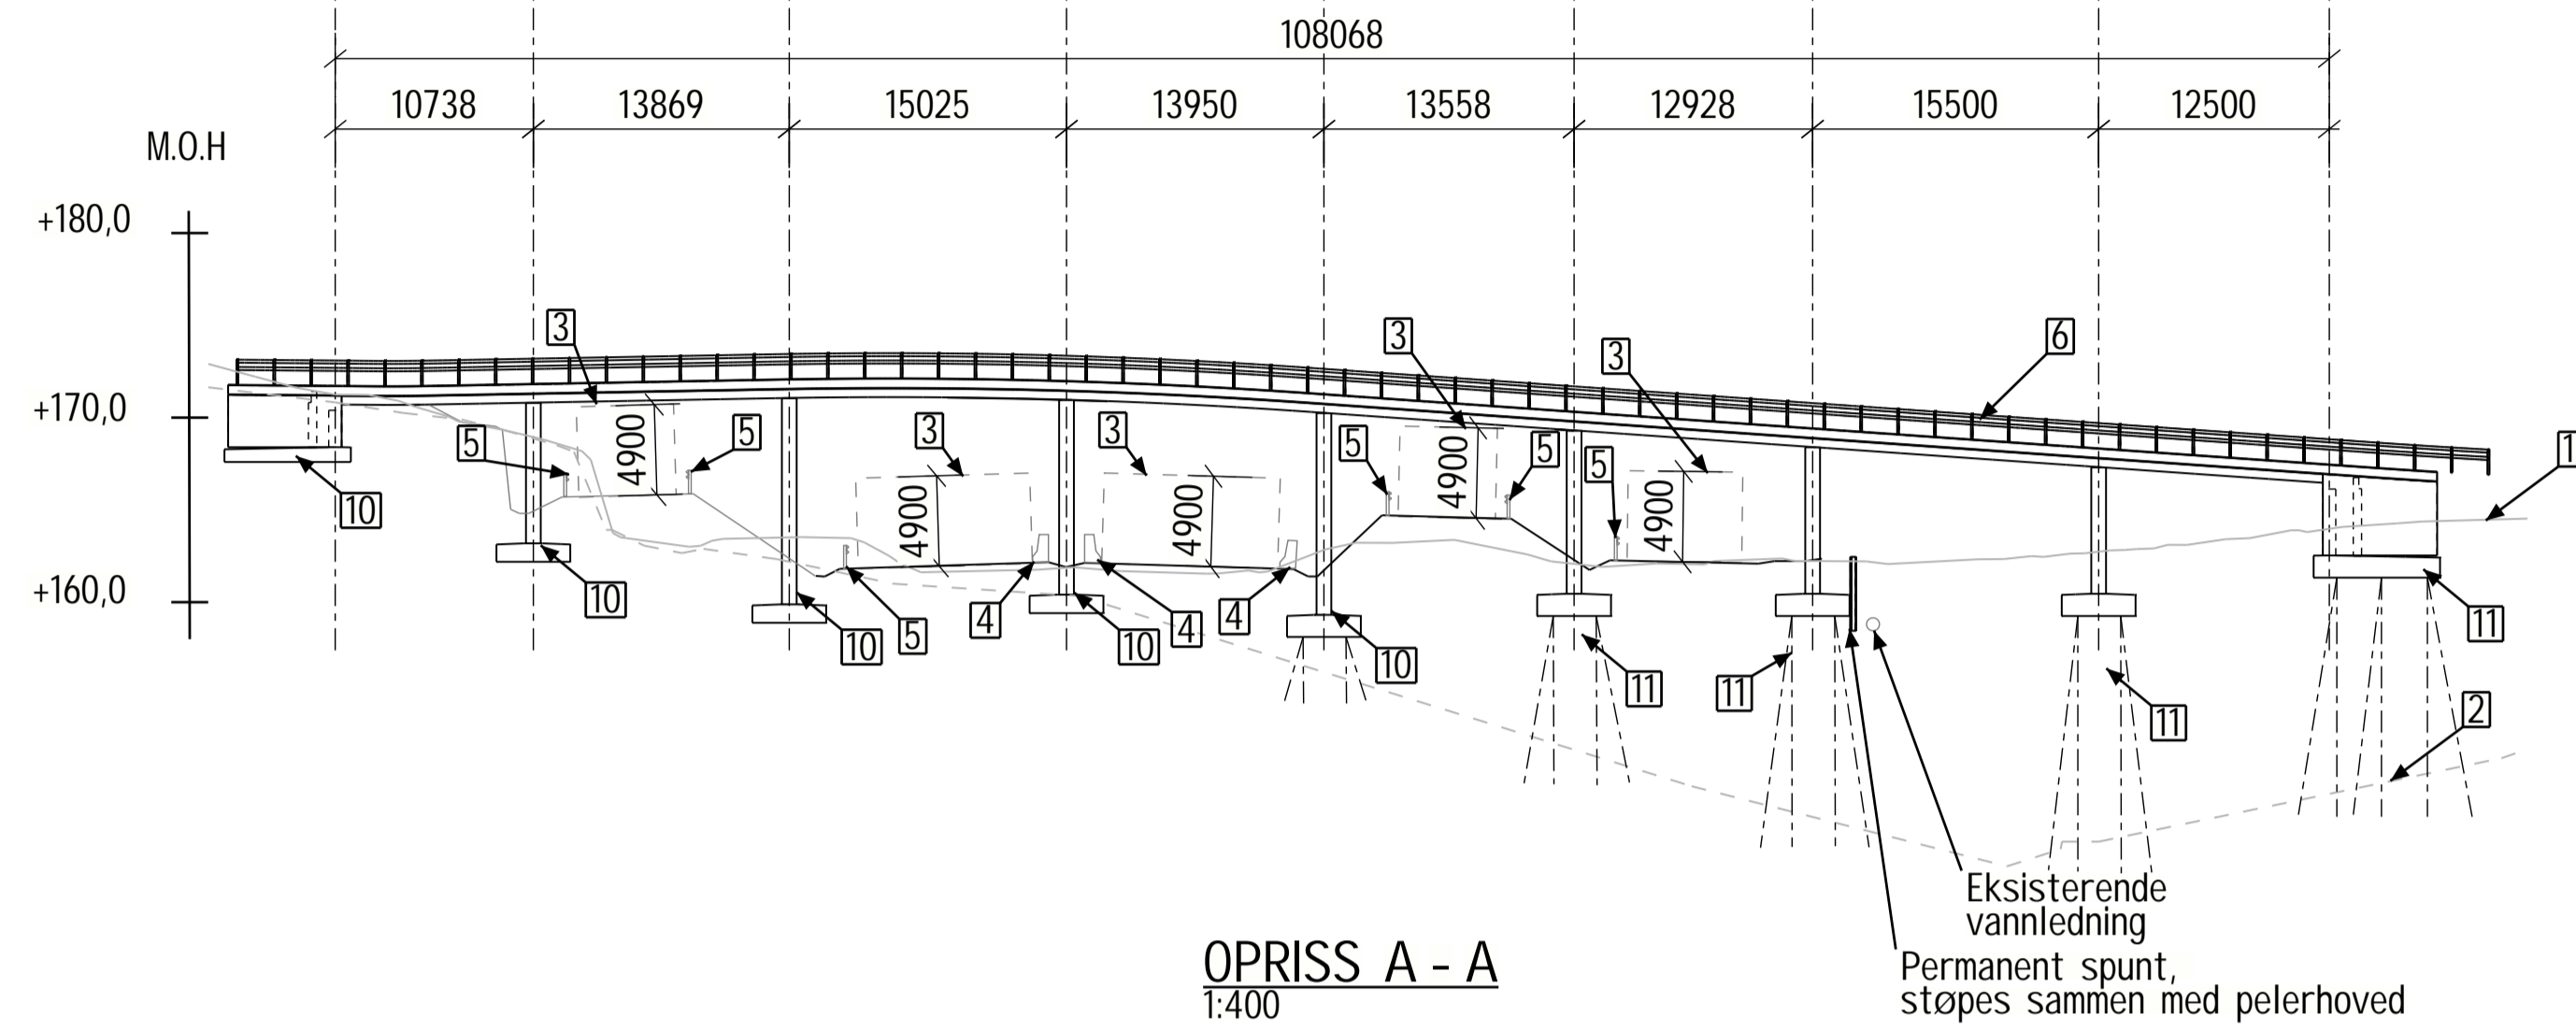 108068
10738 13869 15025 13950 13558 12928 15500 12500
M.O.H
+180,0
3 3 3 6
+170,0
5 4900 5 3 3 5 4900 5 5 4900 1
10 4900 4900
+160,0
10 10 5 4 10 4 4 10 11 11 11 11
2
Eksisterende
vannledning
Permanent spunt,
støpes sammen med pelerhoved
OPRISS A - A
1:400